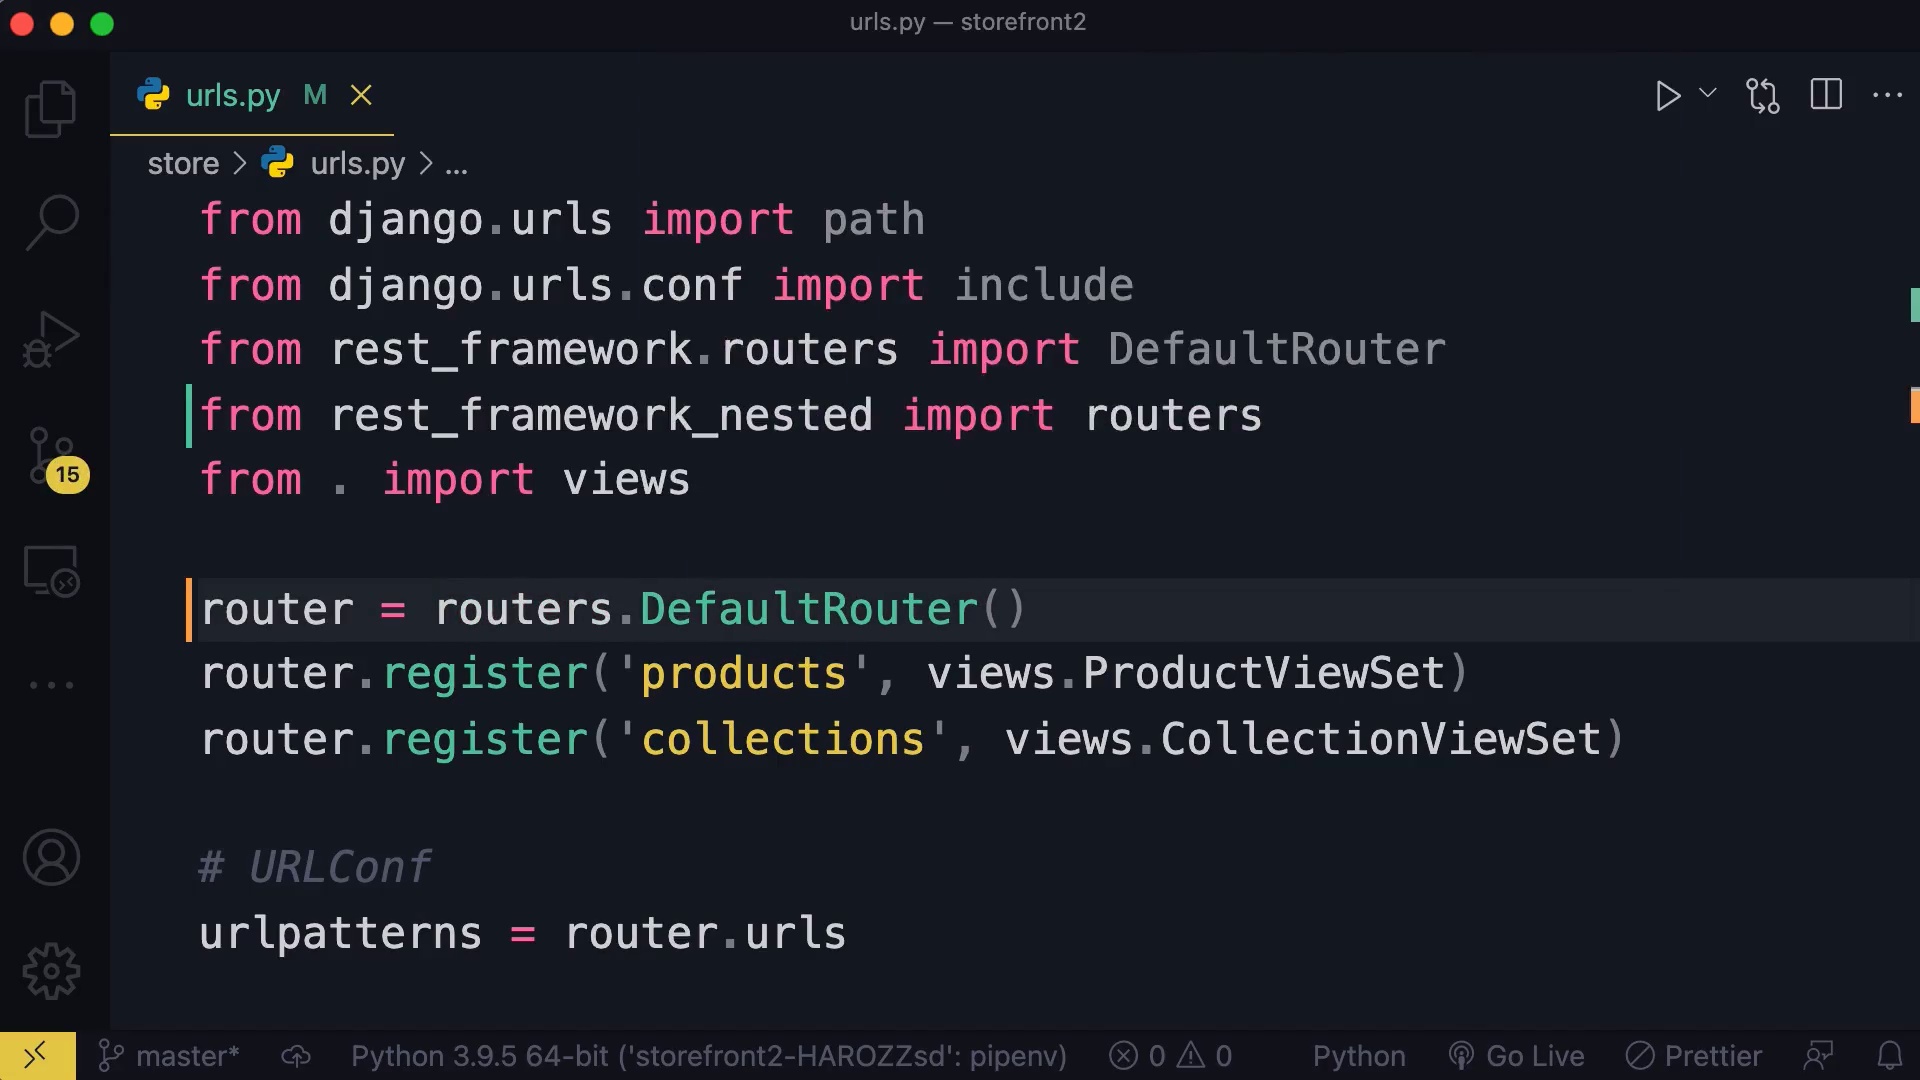 urls.py — storefront2
urls.py M
store > urls.py > ...
from django.urls import path
from django.urls.conf import include
from rest_framework.routers import DefaultRouter
from rest_framework_nested import routers
from . import views
router = routers.DefaultRouter()
router.register('products', views.ProductViewSet)
router.register('collections', views.CollectionViewSet)
# URLConf
urlpatterns = router.urls
15
master* Python 3.9.5 64-bit ('storefront2-HAROZZsd': pipenv) 0 0 Python Go Live Prettier